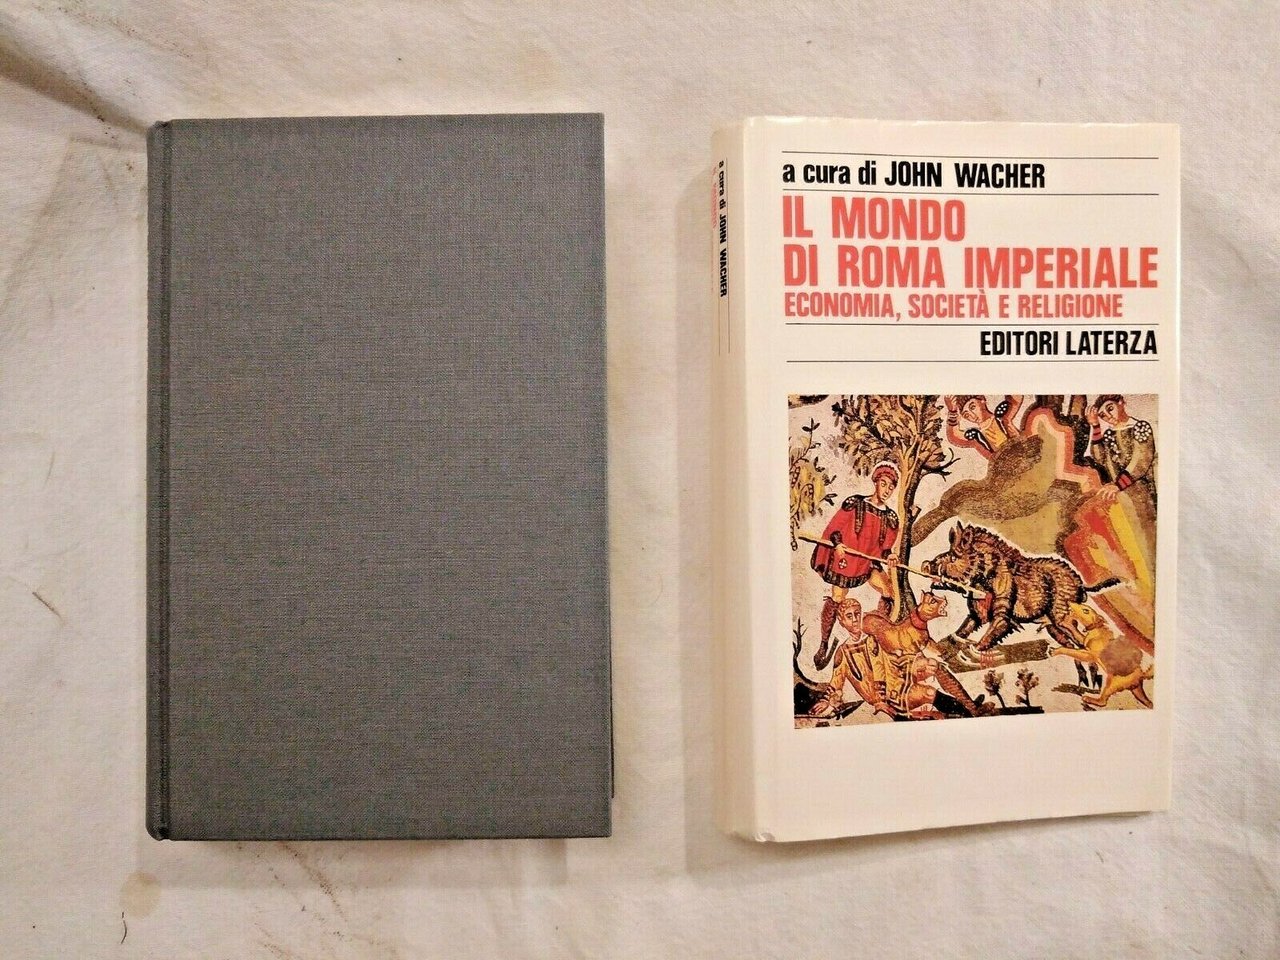 a cura di JOHN WACHER
IL MONDO
DI ROMA IMPERIALE
ECONOMIA, SOCIETÀ E RELIGIONE
EDITORI LATERZA
a cura di JOHN WACHER